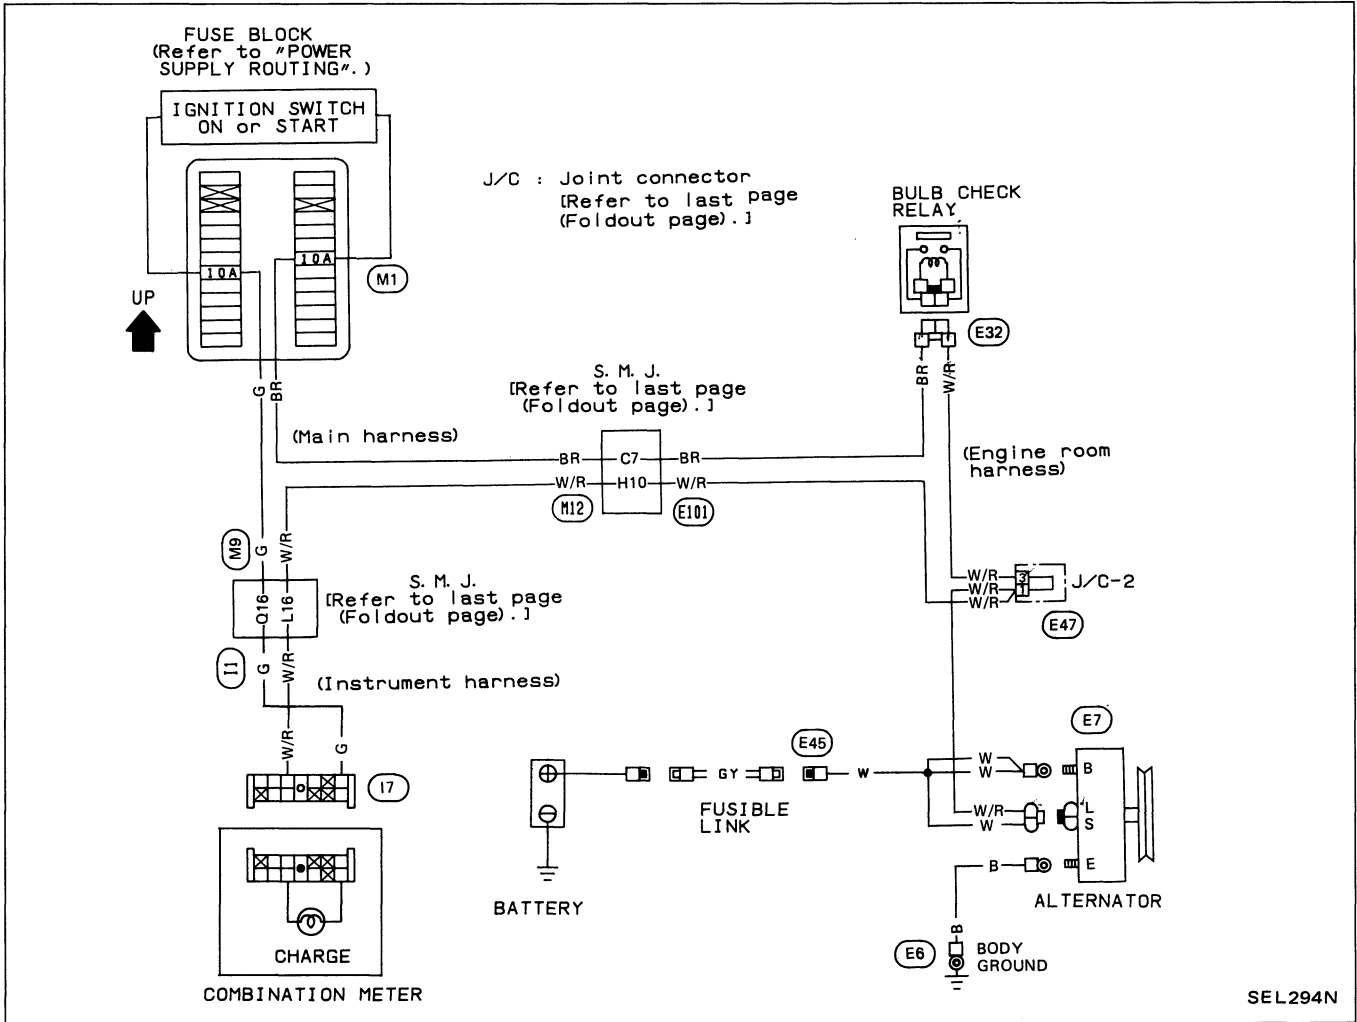 FUSE BLOCK
(Refer to "POWER
SUPPLY ROUTING".)
IGNITION SWITCH
ON or START
10A
10A
M1
UP
G
BR
J/C : Joint connector
[Refer to last page
(Foldout page).]
BULB CHECK
RELAY
E32
BR
W/R
S. M. J.
[Refer to last page
(Foldout page).]
(Main harness)
BR
C7
BR
W/R
H10
W/R
M12
E101
(Engine room
harness)
M9
G
W/R
S. M. J.
[Refer to last page
(Foldout page).]
Q16
L16
I1
G
W/R
(Instrument harness)
W/R
G
I7
W/R
W/R
W/R
3
1
J/C-2
E47
E7
E45
GY
W
FUSIBLE
LINK
W
W
B
W/R
L
W
S
B
E
ALTERNATOR
BATTERY
B
E6
BODY
GROUND
CHARGE
COMBINATION METER
SEL294N